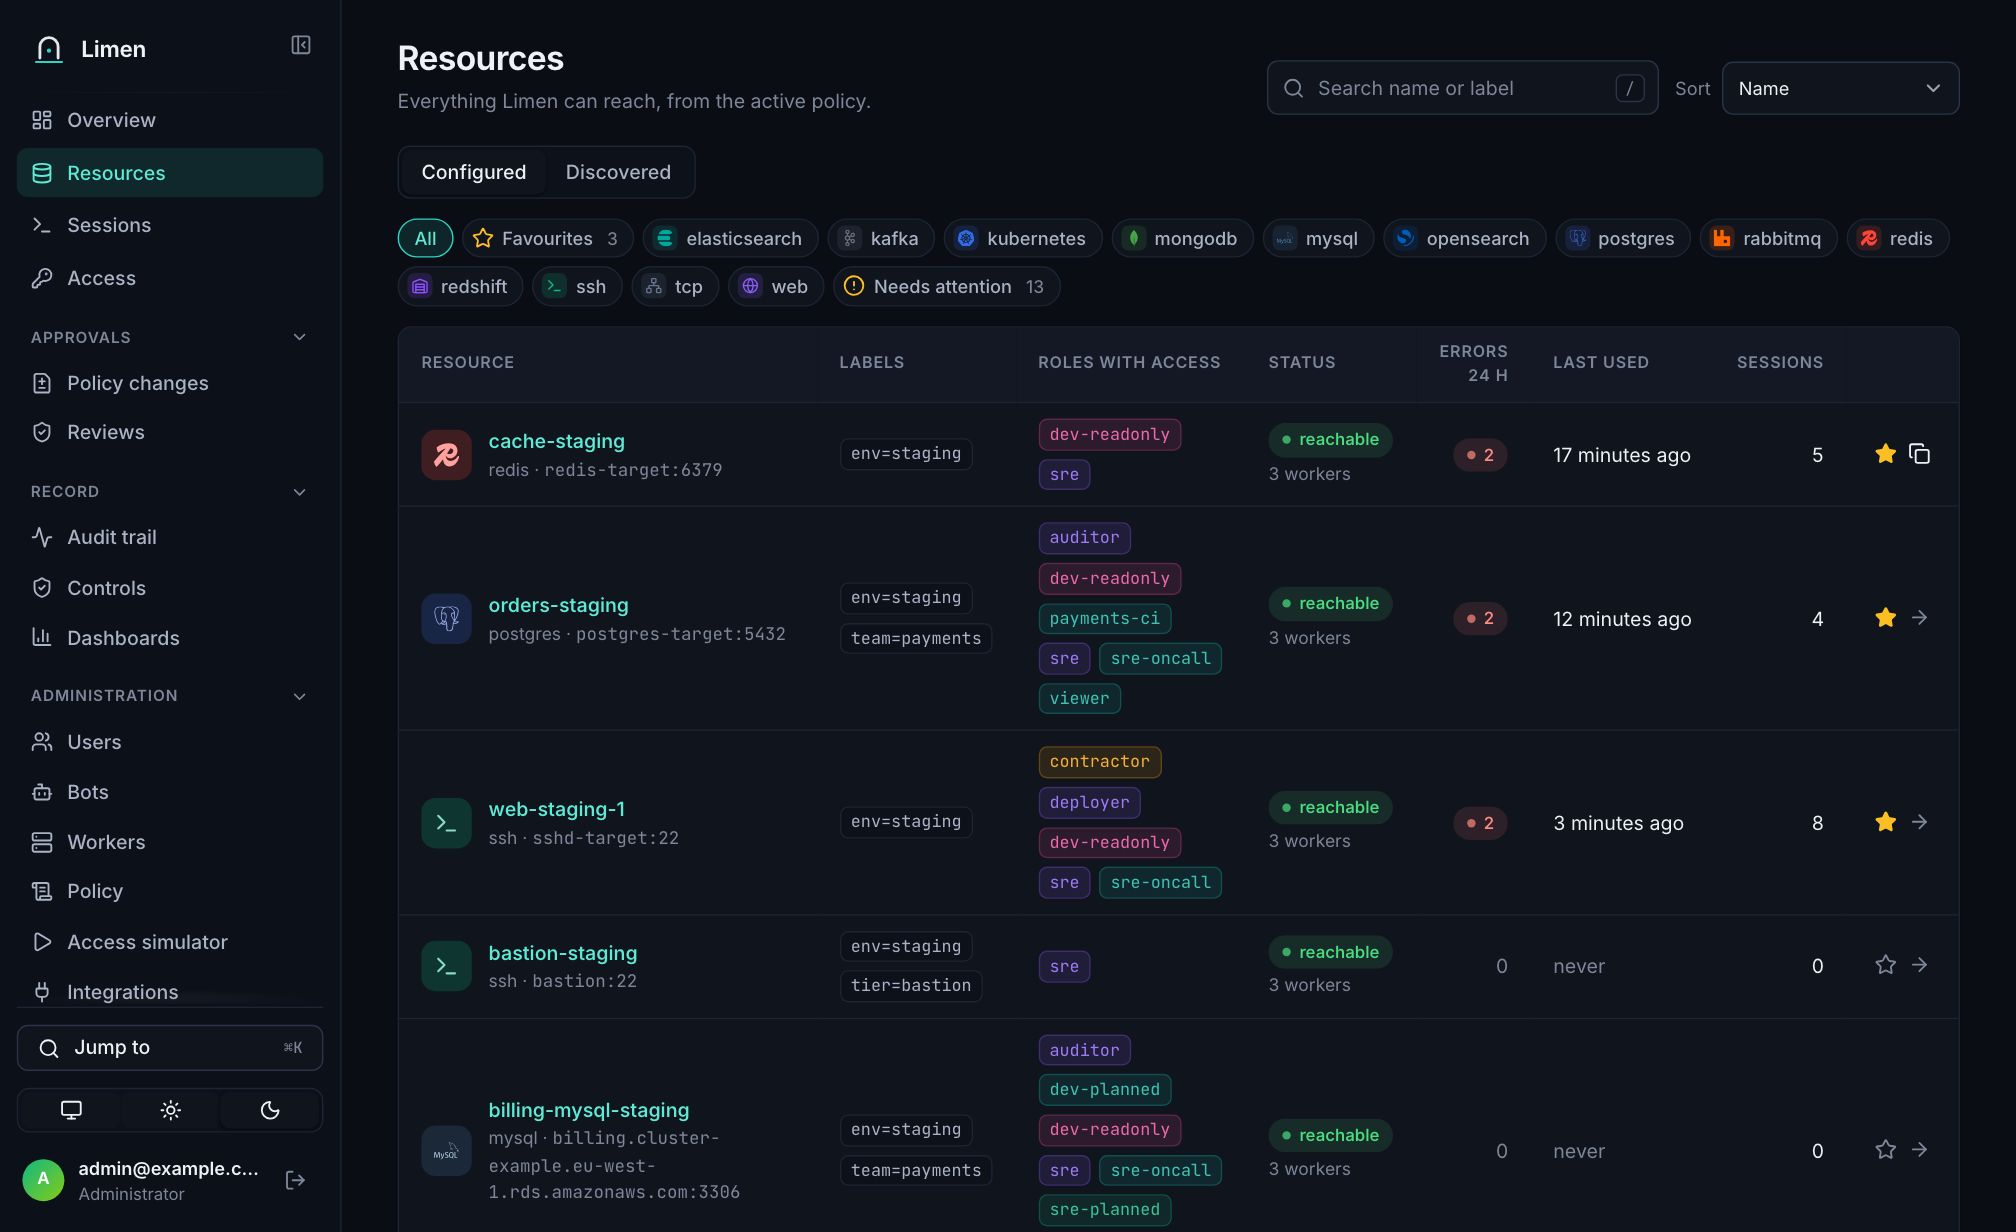 Limen
Overview
Resources
Sessions
Access
APPROVALS
Policy changes
Reviews
RECORD
Audit trail
Controls
Dashboards
ADMINISTRATION
Users
Bots
Workers
Policy
Access simulator
Integrations
Jump to ⌘K
A
admin@example.c...
Administrator
Resources
Everything Limen can reach, from the active policy.
Search name or label /
Sort Name
Configured Discovered
All Favourites 3 elasticsearch kafka kubernetes mongodb mysql opensearch postgres rabbitmq redis
redshift ssh tcp web Needs attention 13
RESOURCE LABELS ROLES WITH ACCESS STATUS ERRORS 24 H LAST USED SESSIONS
cache-staging
redis · redis-target:6379
env=staging
dev-readonly
sre
reachable
3 workers
2
17 minutes ago
5
orders-staging
postgres · postgres-target:5432
env=staging
team=payments
auditor
dev-readonly
payments-ci
sre sre-oncall
viewer
reachable
3 workers
2
12 minutes ago
4
web-staging-1
ssh · sshd-target:22
env=staging
contractor
deployer
dev-readonly
sre sre-oncall
reachable
3 workers
2
3 minutes ago
8
bastion-staging
ssh · bastion:22
env=staging
tier=bastion
sre
reachable
3 workers
0
never
0
MySQL
billing-mysql-staging
mysql · billing.cluster-
example.eu-west-
1.rds.amazonaws.com:3306
env=staging
team=payments
auditor
dev-planned
dev-readonly
sre sre-oncall
sre-planned
reachable
3 workers
0
never
0